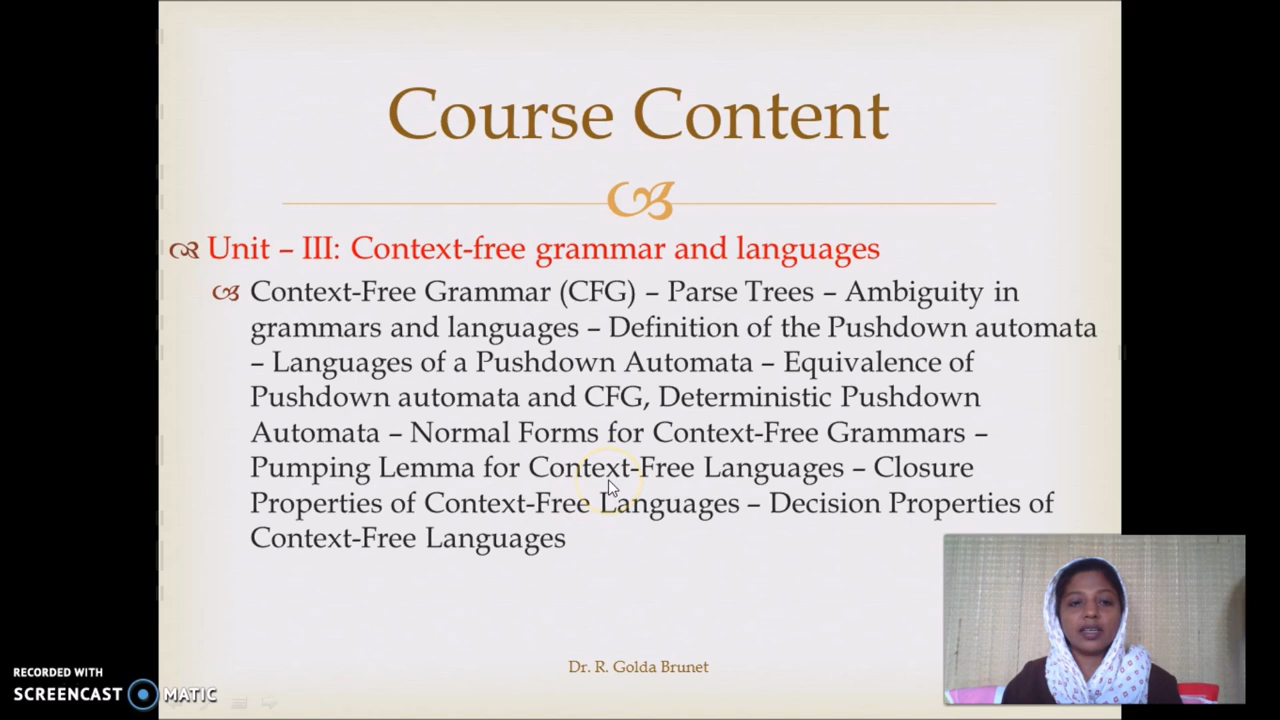 Course Content
Unit – III: Context-free grammar and languages
Context-Free Grammar (CFG) – Parse Trees – Ambiguity in
grammars and languages – Definition of the Pushdown automata
– Languages of a Pushdown Automata – Equivalence of
Pushdown automata and CFG, Deterministic Pushdown
Automata – Normal Forms for Context-Free Grammars –
Pumping Lemma for Context-Free Languages – Closure
Properties of Context-Free Languages – Decision Properties of
Context-Free Languages
Dr. R. Golda Brunet
RECORDED WITH
SCREENCAST MATIC